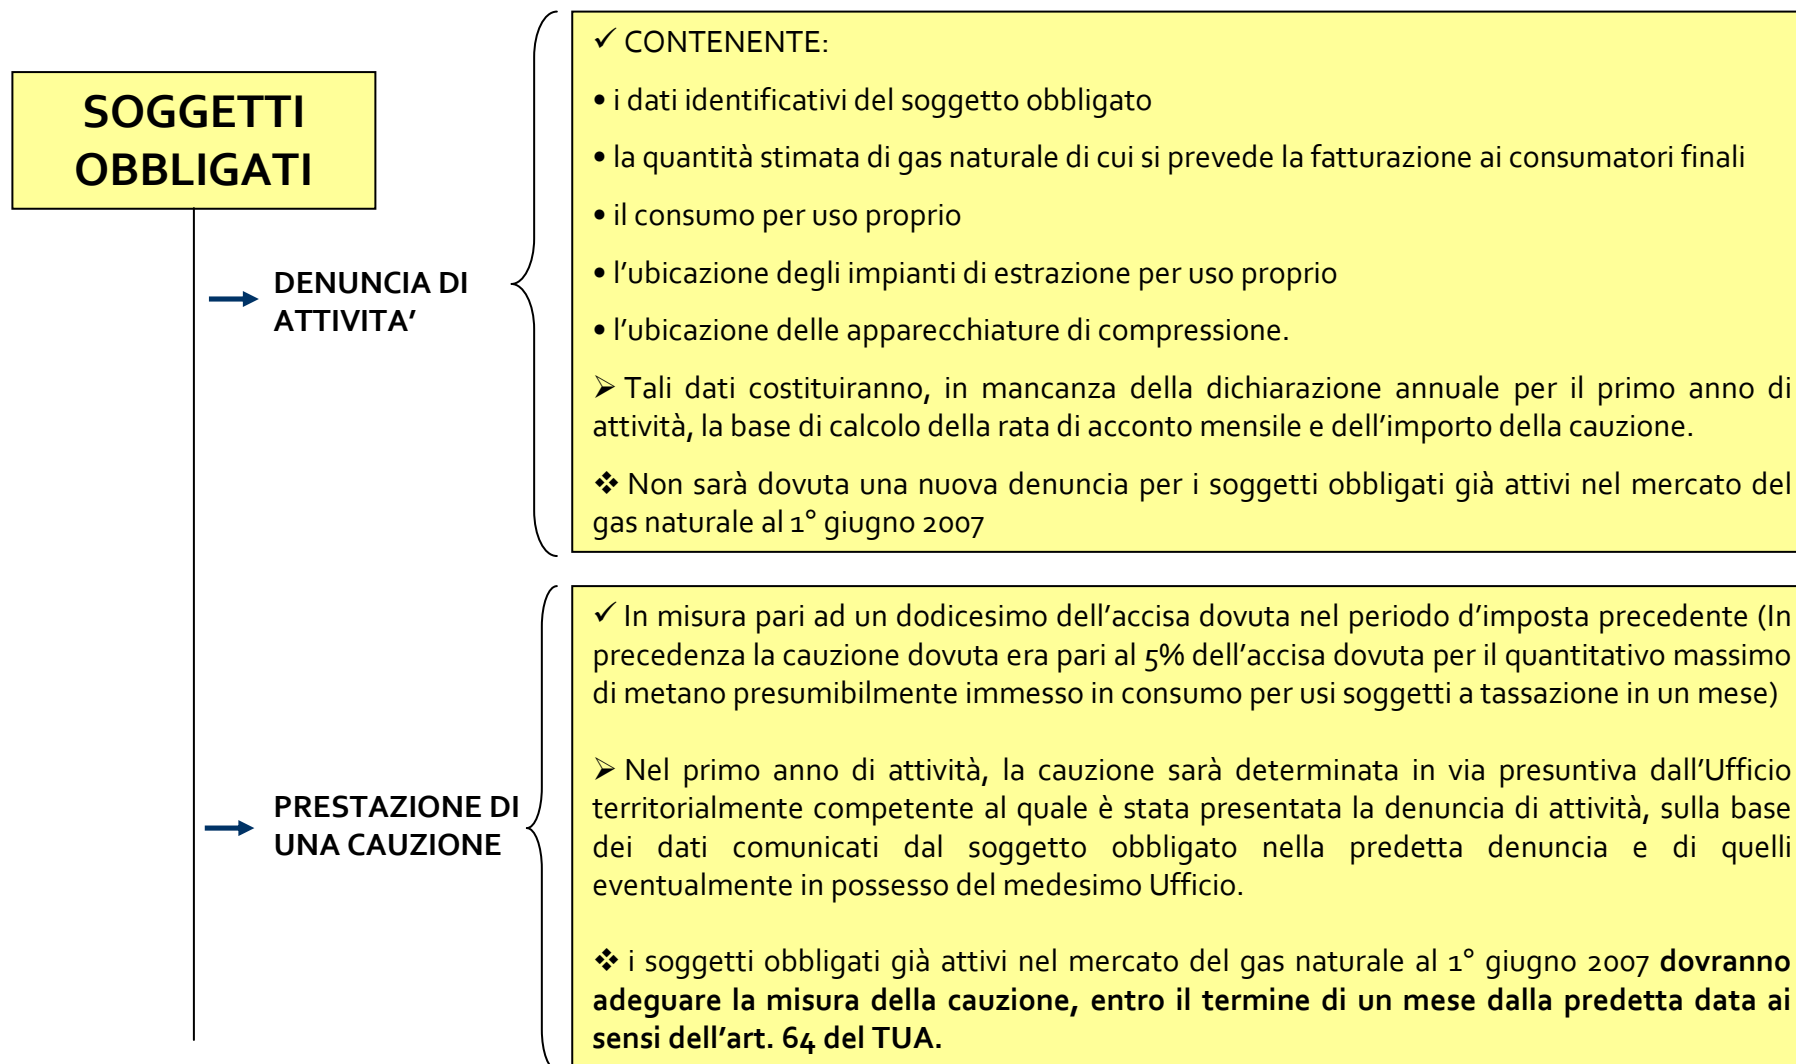 SOGGETTI
OBBLIGATI
DENUNCIA DI
ATTIVITA’
✓ CONTENENTE:
• i dati identificativi del soggetto obbligato
• la quantità stimata di gas naturale di cui si prevede la fatturazione ai consumatori finali
• il consumo per uso proprio
• l’ubicazione degli impianti di estrazione per uso proprio
• l’ubicazione delle apparecchiature di compressione.
➢ Tali dati costituiranno, in mancanza della dichiarazione annuale per il primo anno di
attività, la base di calcolo della rata di acconto mensile e dell’importo della cauzione.
❖ Non sarà dovuta una nuova denuncia per i soggetti obbligati già attivi nel mercato del
gas naturale al 1° giugno 2007
PRESTAZIONE DI
UNA CAUZIONE
✓ In misura pari ad un dodicesimo dell’accisa dovuta nel periodo d’imposta precedente (In
precedenza la cauzione dovuta era pari al 5% dell’accisa dovuta per il quantitativo massimo
di metano presumibilmente immesso in consumo per usi soggetti a tassazione in un mese)
➢ Nel primo anno di attività, la cauzione sarà determinata in via presuntiva dall’Ufficio
territorialmente competente al quale è stata presentata la denuncia di attività, sulla base
dei dati comunicati dal soggetto obbligato nella predetta denuncia e di quelli
eventualmente in possesso del medesimo Ufficio.
❖ i soggetti obbligati già attivi nel mercato del gas naturale al 1° giugno 2007 dovranno
adeguare la misura della cauzione, entro il termine di un mese dalla predetta data ai
sensi dell’art. 64 del TUA.